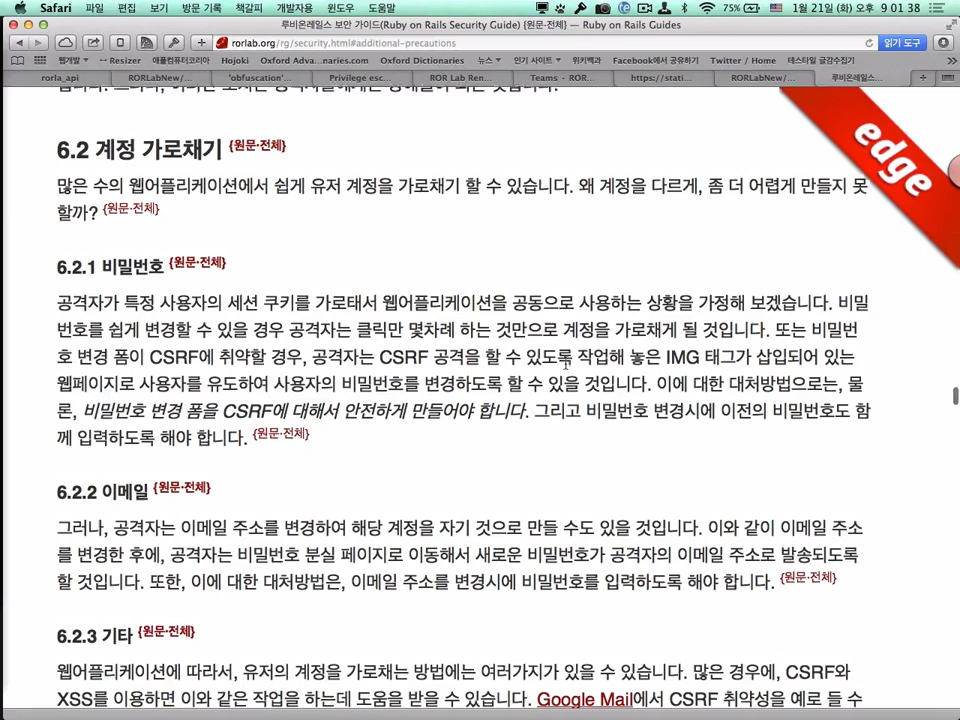 Safari 파일 편집 보기 방문 기록 책갈피 개발자용 윈도우 도움말 75% 1월 21일(화) 오후 9 01 38
루비온레일스 보안 가이드(Ruby on Rails Security Guide) {원문-전체} — Ruby on Rails Guides
rorlab.org/rg/security.html#additional-precautions 읽기 도구
웹개발 Resizer 애플컴퓨터코리아 Hojoki Oxford Adva...naries.com Oxford Dictionaries 뉴스 인기 사이트 위키백과 Facebook에서 공유하기 Twitter / Home 테스타일 글감수집기
rorla_api RORLabNew/... 'obfuscation'... Privilege esc... ROR Lab Ren... Teams - ROR... https://stati... RORLabNew/... 루비온레일스...
edge
6.2 계정 가로채기 {원문·전체}
많은 수의 웹어플리케이션에서 쉽게 유저 계정을 가로채기 할 수 있습니다. 왜 계정을 다르게, 좀 더 어렵게 만들지 못
할까? {원문·전체}
6.2.1 비밀번호 {원문·전체}
공격자가 특정 사용자의 세션 쿠키를 가로태서 웹어플리케이션을 공동으로 사용하는 상황을 가정해 보겠습니다. 비밀
번호를 쉽게 변경할 수 있을 경우 공격자는 클릭만 몇차례 하는 것만으로 계정을 가로채게 될 것입니다. 또는 비밀번
호 변경 폼이 CSRF에 취약할 경우, 공격자는 CSRF 공격을 할 수 있도록 작업해 놓은 IMG 태그가 삽입되어 있는
웹페이지로 사용자를 유도하여 사용자의 비밀번호를 변경하도록 할 수 있을 것입니다. 이에 대한 대처방법으로는, 물
론, 비밀번호 변경 폼을 CSRF에 대해서 안전하게 만들어야 합니다. 그리고 비밀번호 변경시에 이전의 비밀번호도 함
께 입력하도록 해야 합니다. {원문·전체}
6.2.2 이메일 {원문·전체}
그러나, 공격자는 이메일 주소를 변경하여 해당 계정을 자기 것으로 만들 수도 있을 것입니다. 이와 같이 이메일 주소
를 변경한 후에, 공격자는 비밀번호 분실 페이지로 이동해서 새로운 비밀번호가 공격자의 이메일 주소로 발송되도록
할 것입니다. 또한, 이에 대한 대처방법은, 이메일 주소를 변경시에 비밀번호를 입력하도록 해야 합니다. {원문·전체}
6.2.3 기타 {원문·전체}
웹어플리케이션에 따라서, 유저의 계정을 가로채는 방법에는 여러가지가 있을 수 있습니다. 많은 경우에, CSRF와
XSS를 이용하면 이와 같은 작업을 하는데 도움을 받을 수 있습니다. Google Mail에서 CSRF 취약성을 예로 들 수